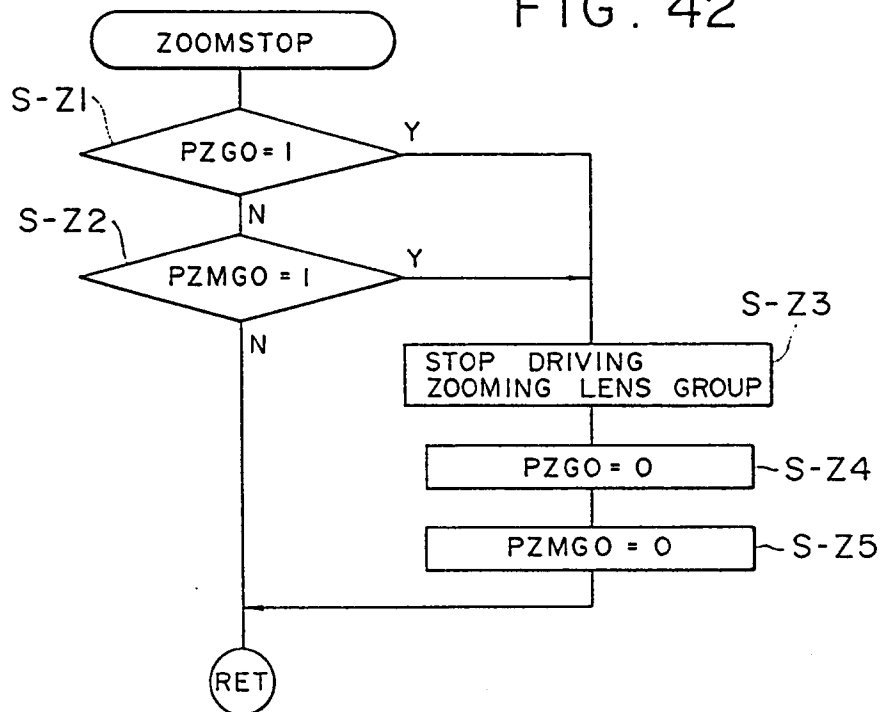 FIG. 42
ZOOMSTOP
S-Z1
PZGO=1
Y
N
S-Z2
PZMGO=1
Y
N
S-Z3
STOP DRIVING
ZOOMING LENS GROUP
PZGO=0
S-Z4
PZMGO=0
S-Z5
RET